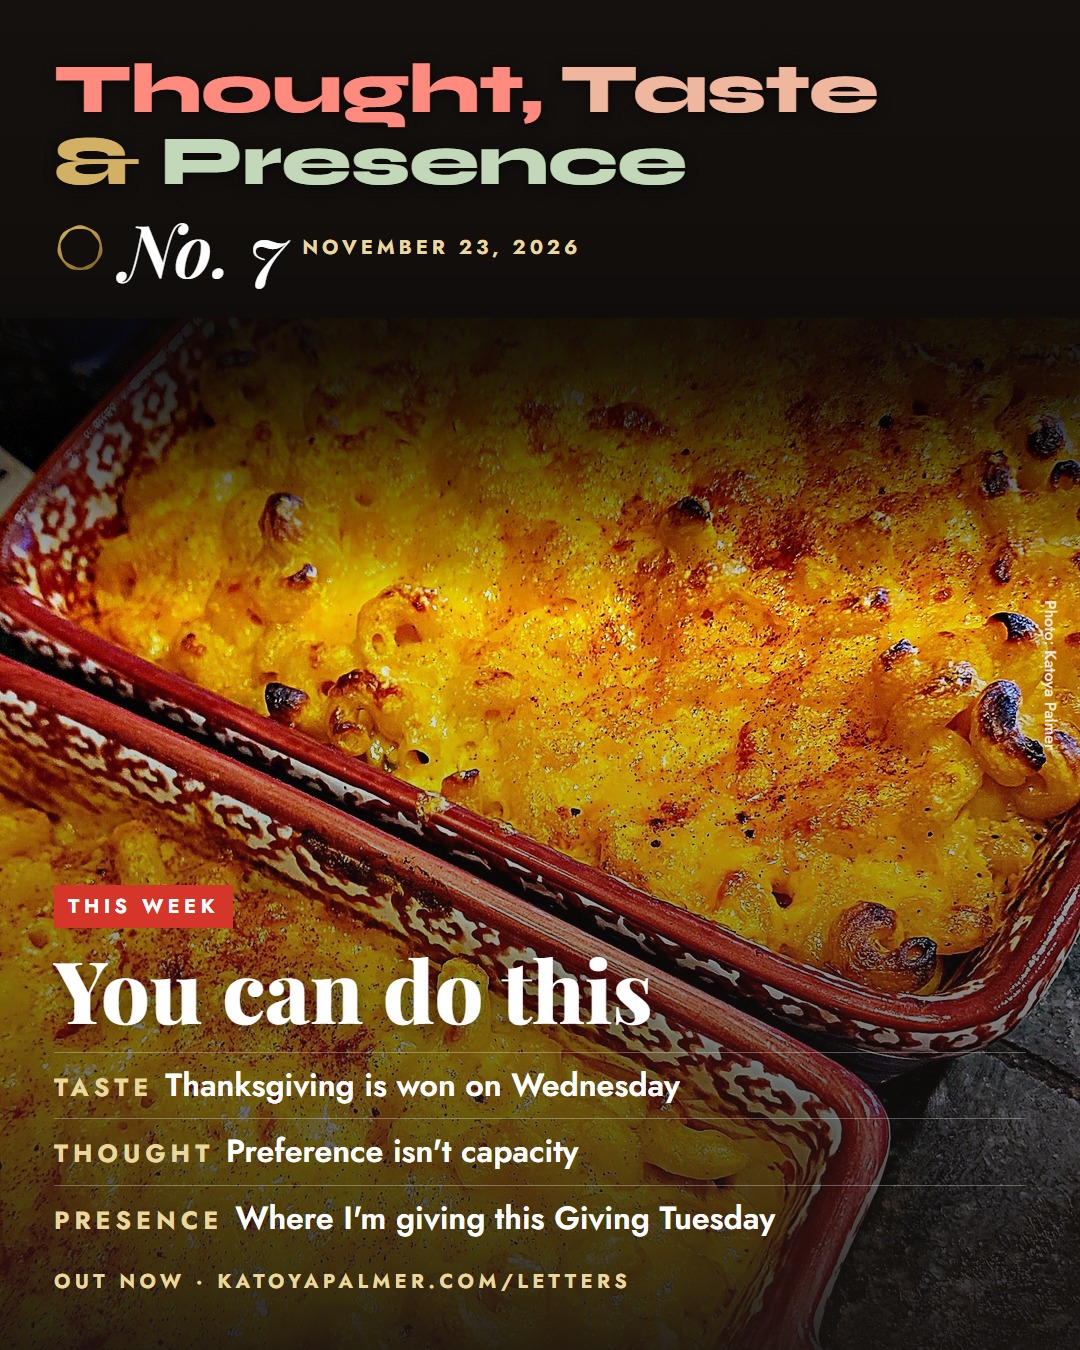 Thought, Taste
& Presence
No. 7 NOVEMBER 23, 2026
Photo: Katoya Palmer
THIS WEEK
You can do this
TASTE Thanksgiving is won on Wednesday
THOUGHT Preference isn't capacity
PRESENCE Where I'm giving this Giving Tuesday
OUT NOW · KATOYAPALMER.COM/LETTERS